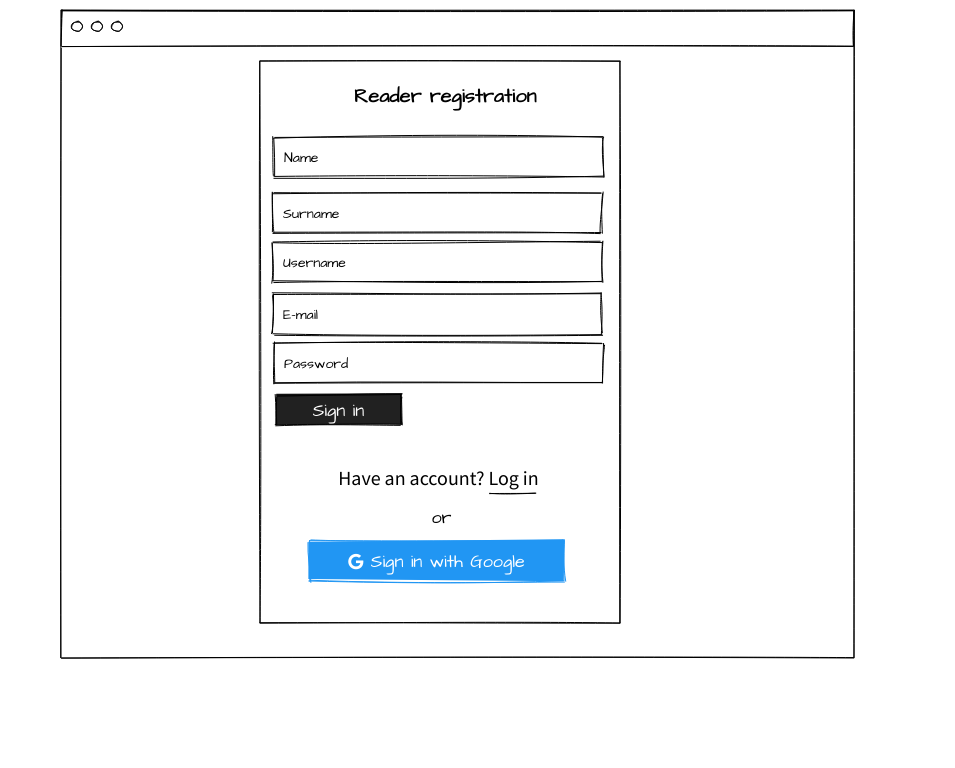 Reader registration
Name
Surname
Username
E-mail
Password
Sign in
Have an account? Log in
or
Sign in with Google